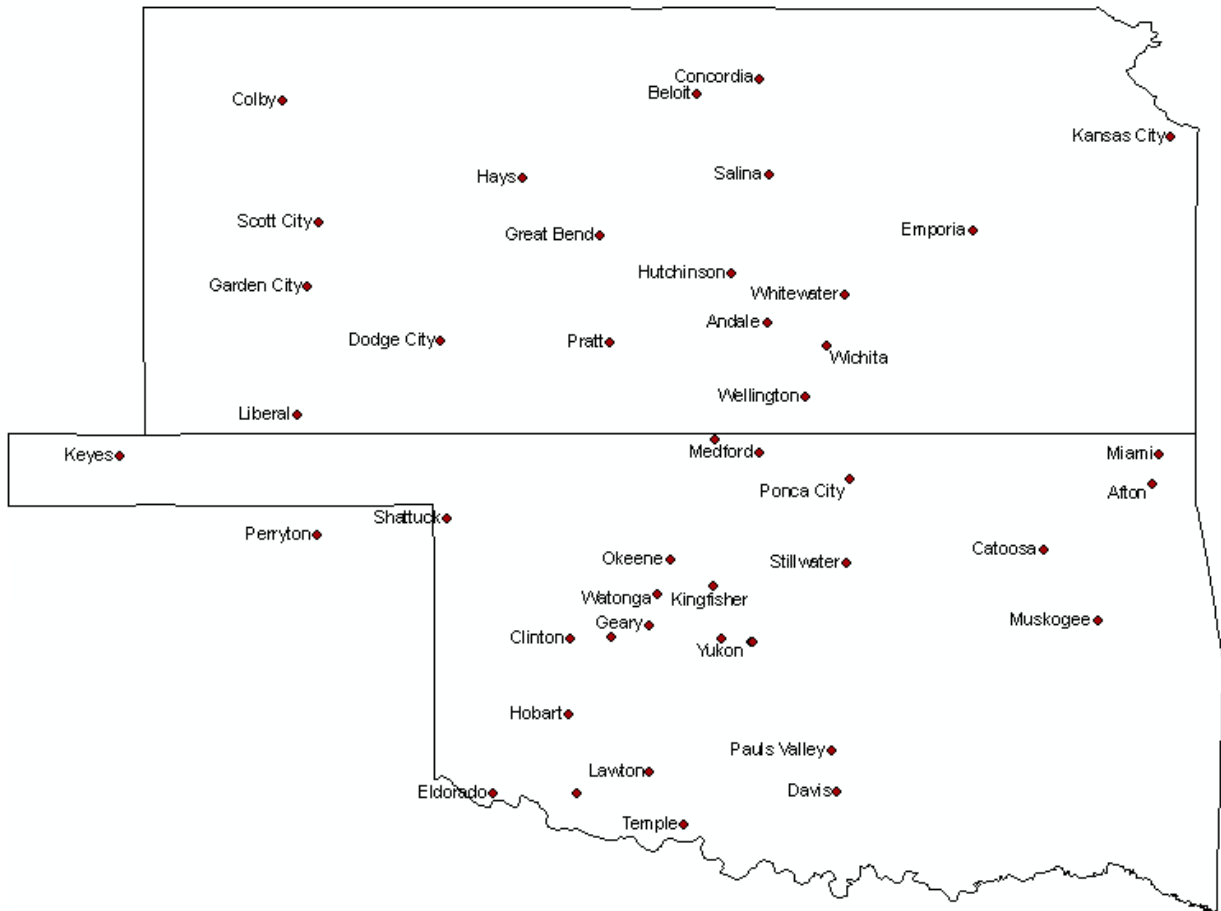 Concordia
Beloit
Colby
Kansas City
Salina
Hays
Scott City
Emporia
Great Bend
Hutchinson
Garden City
Whitewater
Andale
Dodge City
Pratt
Wichita
Wellington
Liberal
Medford
Keyes
Miami
Ponca City
Afton
Shattuck
Perryton
Catoosa
Okeene
Stillwater
Watonga
Kingfisher
Muskogee
Geary
Clinton
Yukon
Hobart
Pauls Valley
Lawton
Eldorado
Davis
Temple